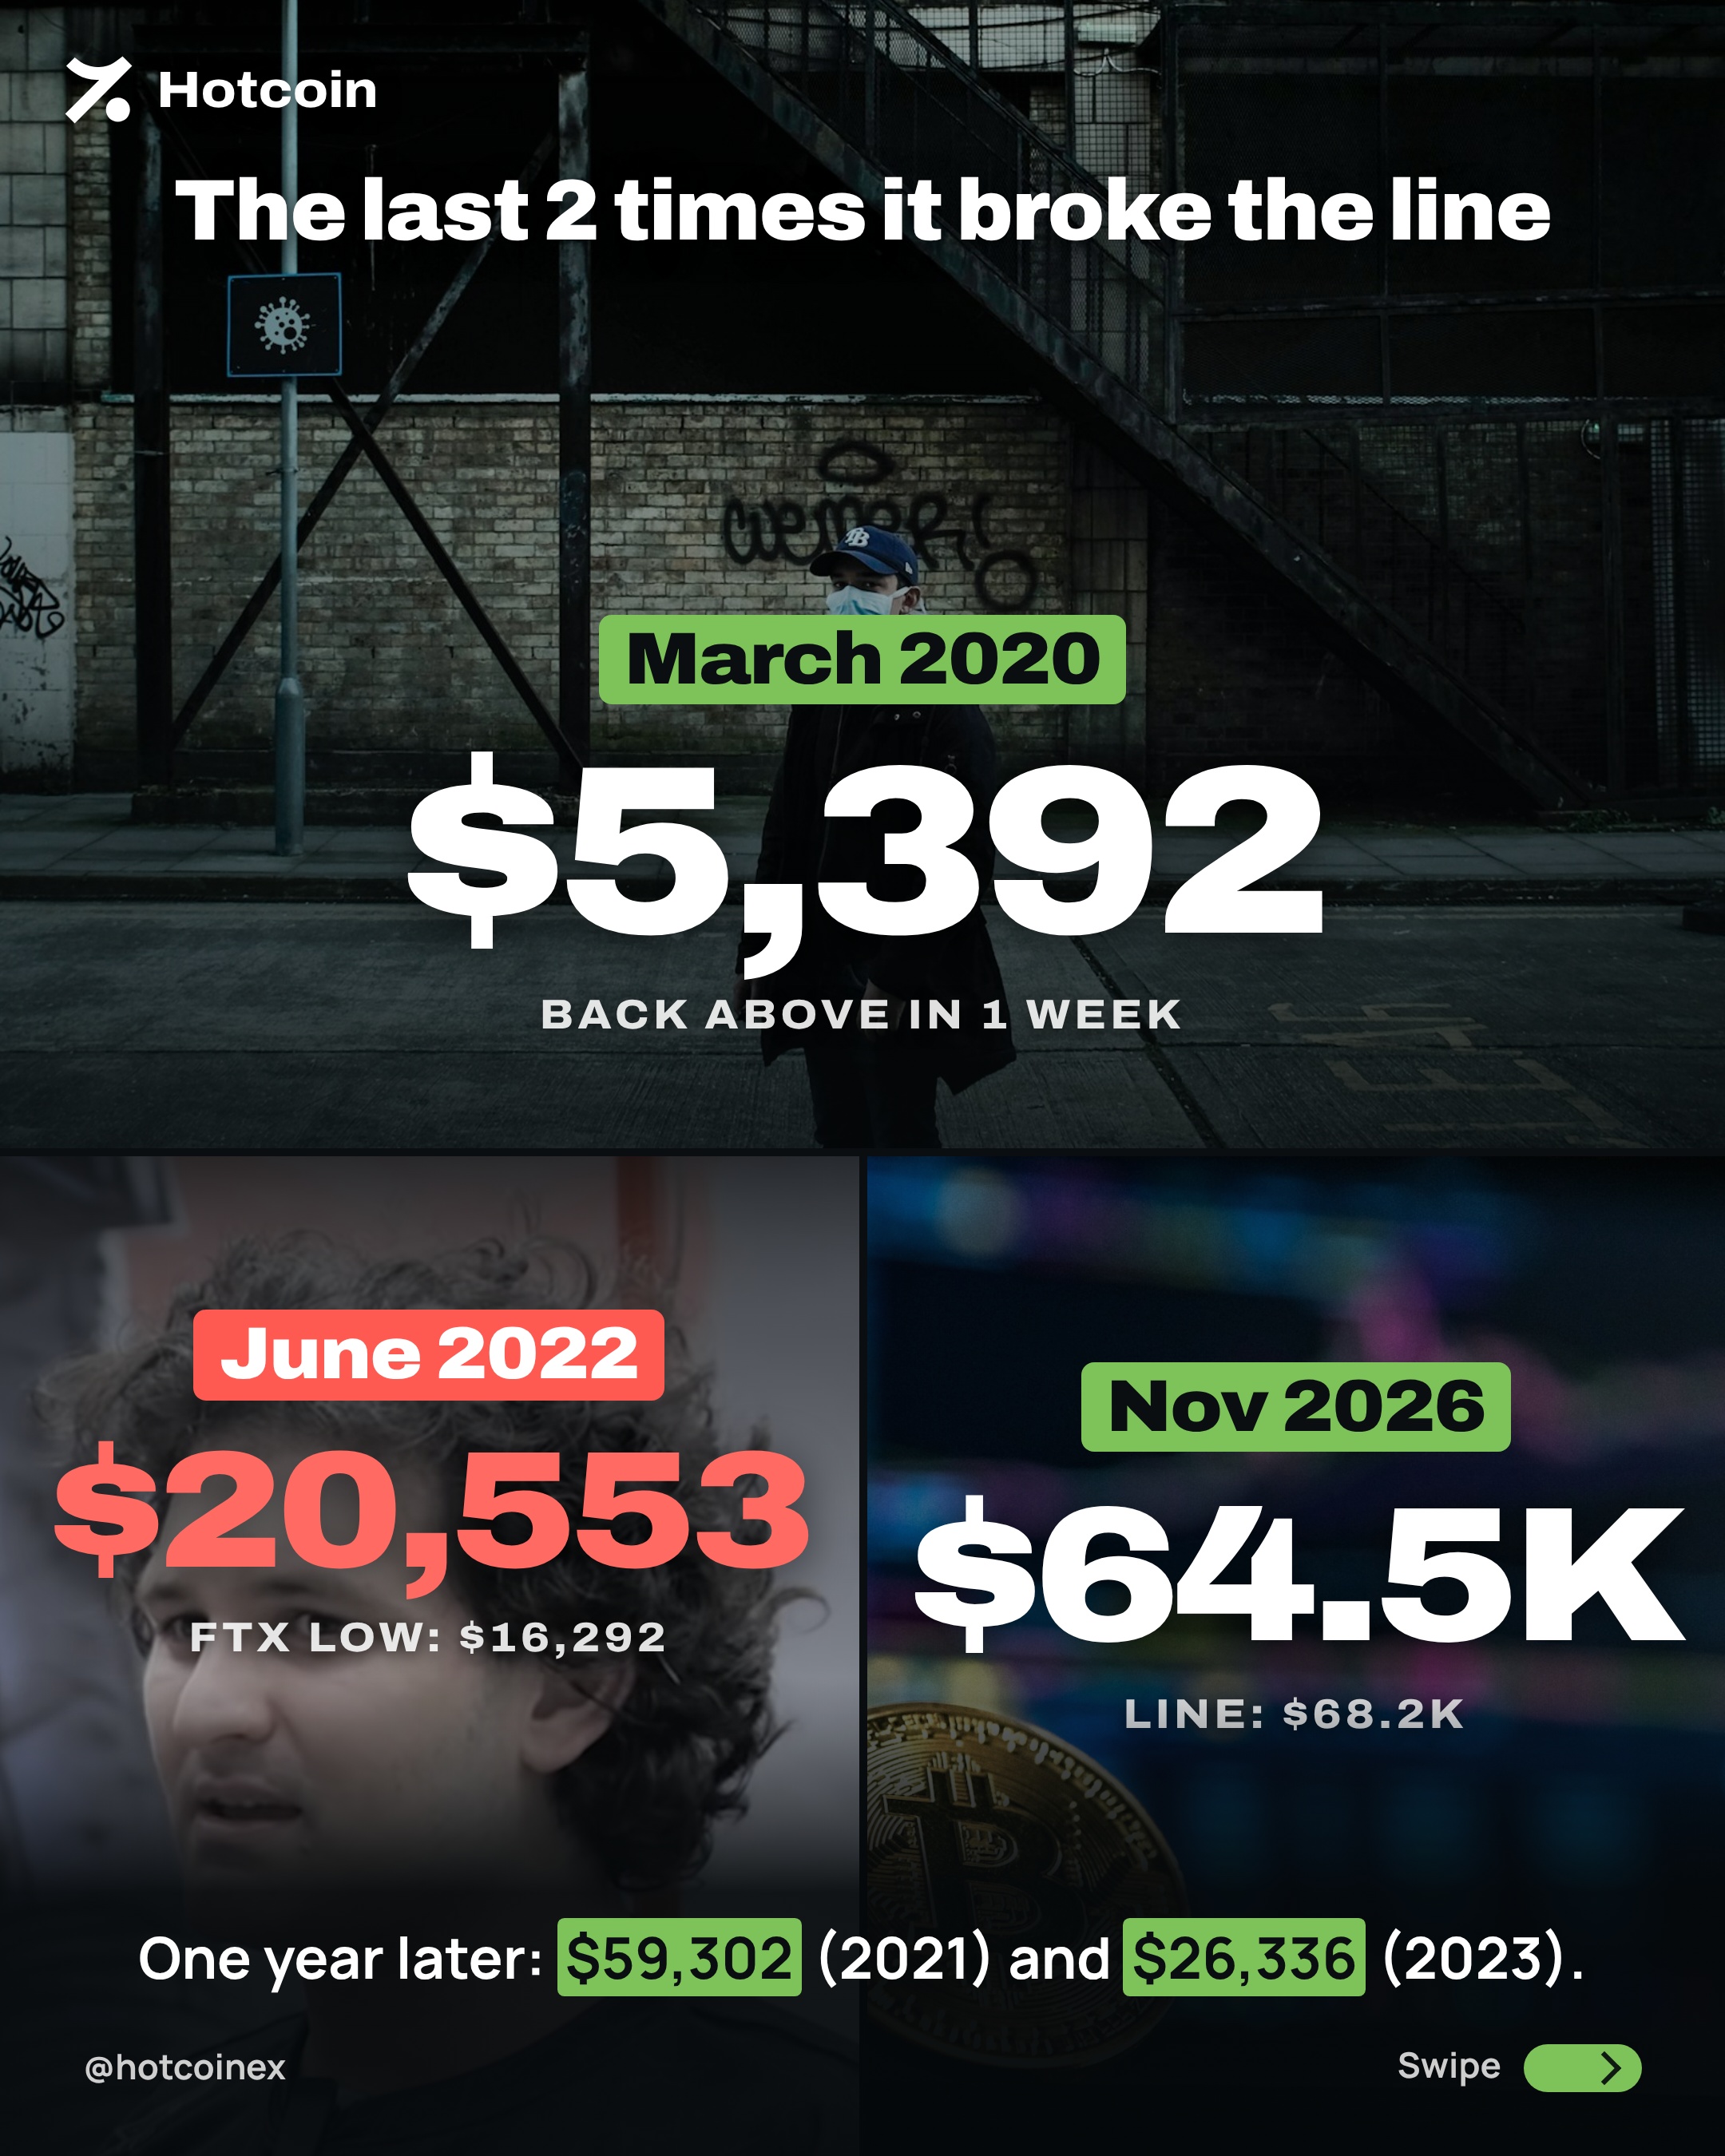 Hotcoin
The last 2 times it broke the line
wemeR!
TB
March 2020
$5,392
BACK ABOVE IN 1 WEEK
June 2022
$20,553
FTX LOW: $16,292
Nov 2026
$64.5K
LINE: $68.2K
One year later: $59,302 (2021) and $26,336 (2023).
@hotcoinex
Swipe